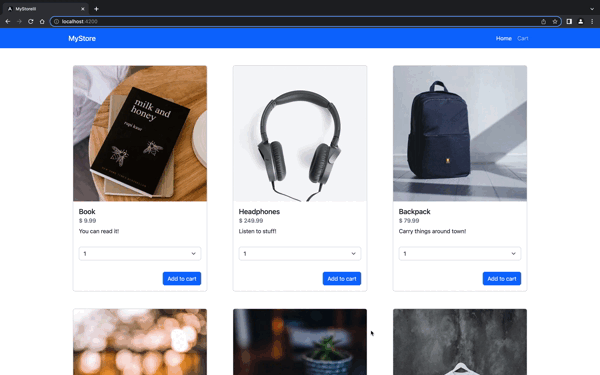 MyStoreUi
localhost:4200
MyStore
Home Cart
milk and
honey
rupi kaur
Book
$ 9.99
You can read it!
1
Add to cart
Headphones
$ 249.99
Listen to stuff!
1
Add to cart
Backpack
$ 79.99
Carry things around town!
1
Add to cart